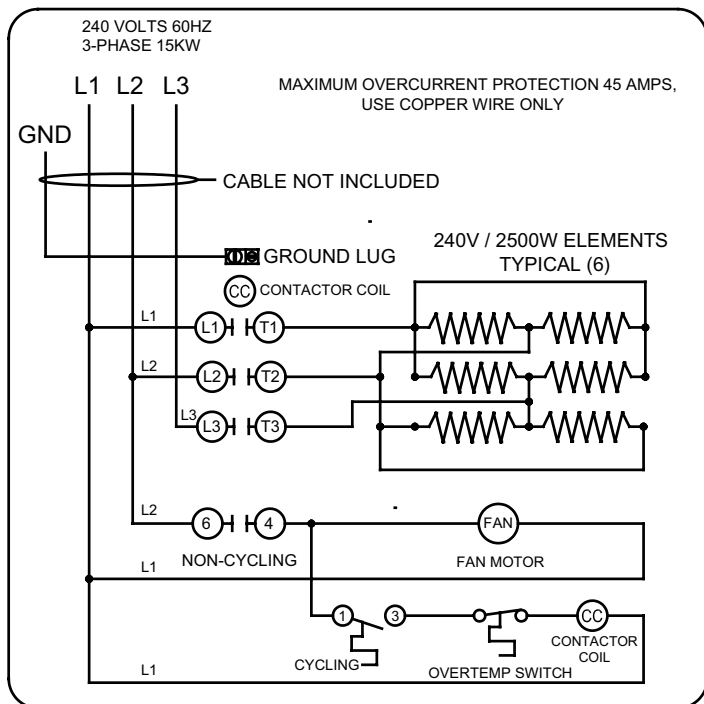 240 VOLTS 60HZ
3-PHASE 15KW
L1 L2 L3
MAXIMUM OVERCURRENT PROTECTION 45 AMPS,
USE COPPER WIRE ONLY
GND
CABLE NOT INCLUDED
GROUND LUG
240V / 2500W ELEMENTS
TYPICAL (6)
CC CONTACTOR COIL
L1
L1 T1
L2
L2 T2
L3
L3 T3
L2
6 4
FAN
NON-CYCLING
FAN MOTOR
L1
1 3
CC
CYCLING
OVERTEMP SWITCH
CONTACTOR
COIL
L1